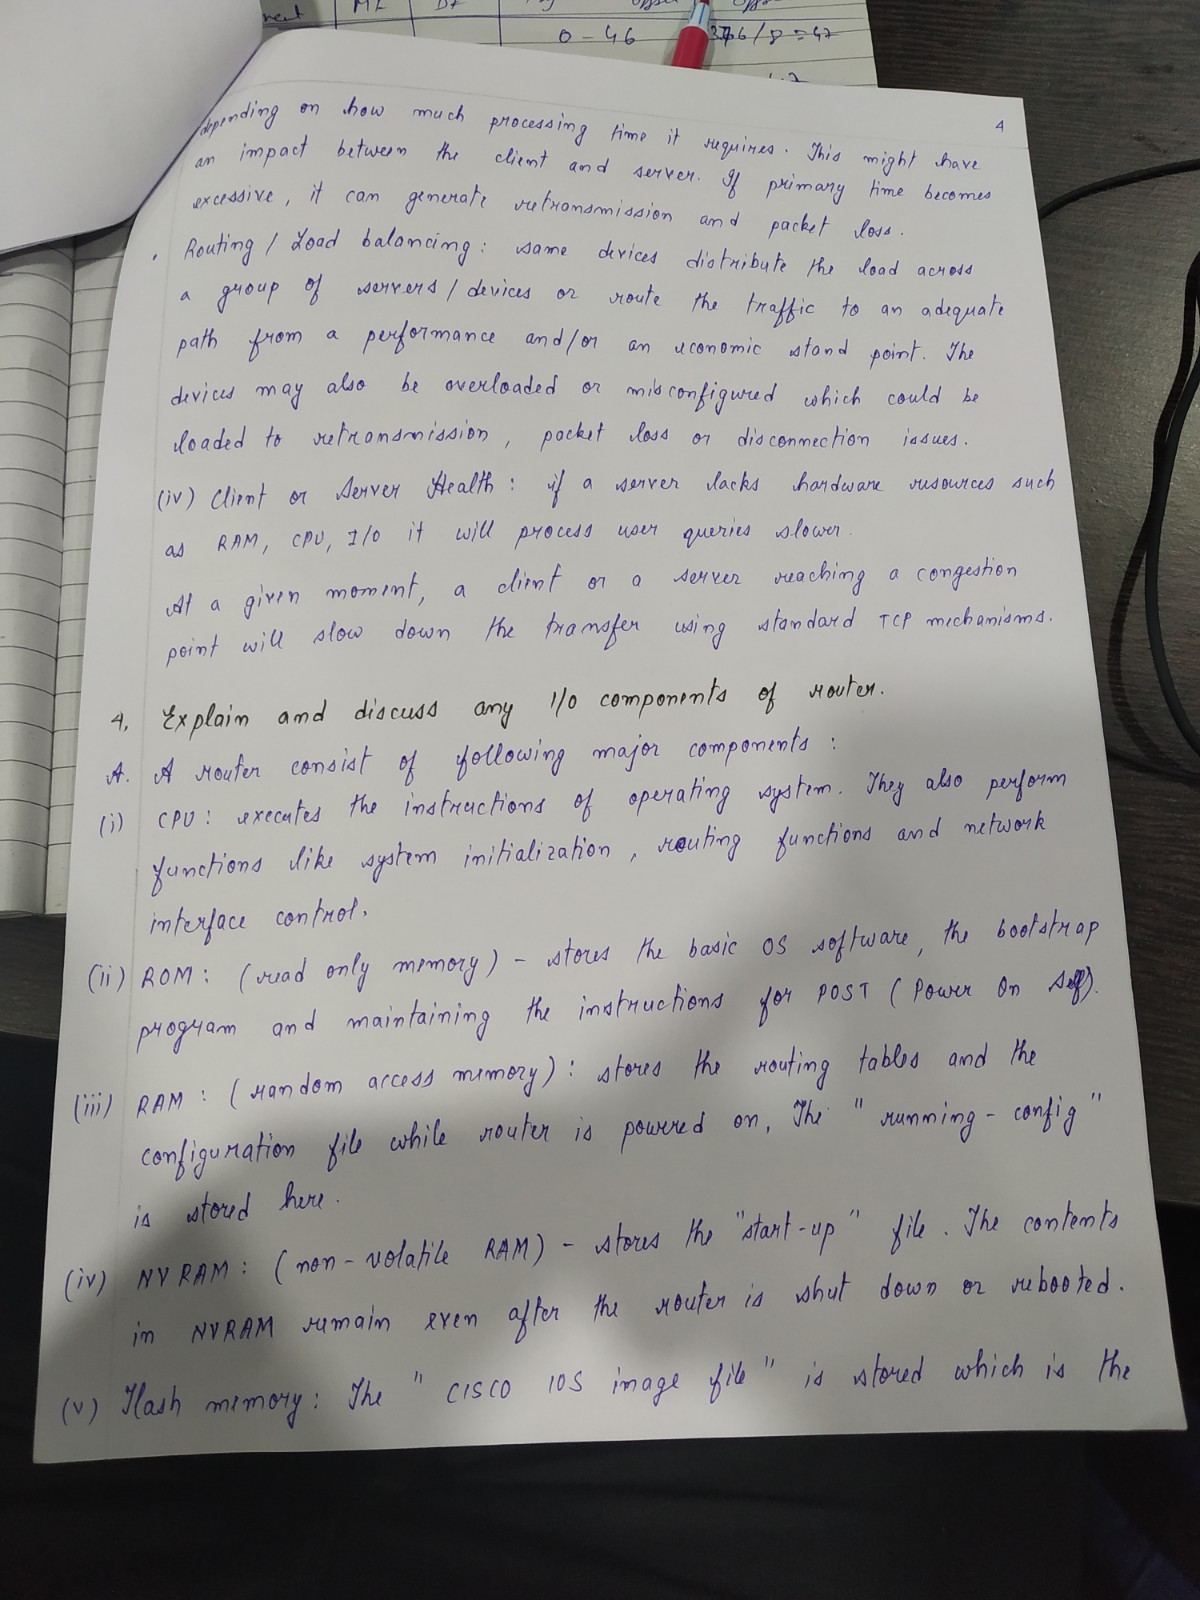 0 - 46
376/8 = 47
4
depending on how much processing time it requires. This might have
an impact between the client and server. If primary time becomes
excessive, it can generate retransmission and packet loss.
. Routing / Load balancing : same devices distribute the load across
a group of servers / devices or route the traffic to an adequate
path from a performance and/or an economic stand point. The
devices may also be overloaded or misconfigured which could be
loaded to retransmission, packet loss or disconnection issues.
(iv) Client or Server Health : if a server lacks hardware resources such
as RAM, CPU, I/O it will process user queries slower.
At a given moment, a client or a server reaching a congestion
point will slow down the transfer using standard TCP mechanisms.
4. Explain and discuss any I/O components of router.
A. A router consist of following major components :
(i) CPU : executes the instructions of operating system. They also perform
functions like system initialization, routing functions and network
interface control.
(ii) ROM : (read only memory) - stores the basic OS software, the bootstrap
program and maintaining the instructions for POST (Power On Self).
(iii) RAM : (random access memory) : stores the routing tables and the
configuration file while router is powered on, The "running - config"
is stored here.
(iv) NVRAM : (non - volatile RAM) - stores the "start-up" file. The contents
in NVRAM remain even after the router is shut down or rebooted.
(v) Flash memory : The "CISCO IOS image file" is stored which is the